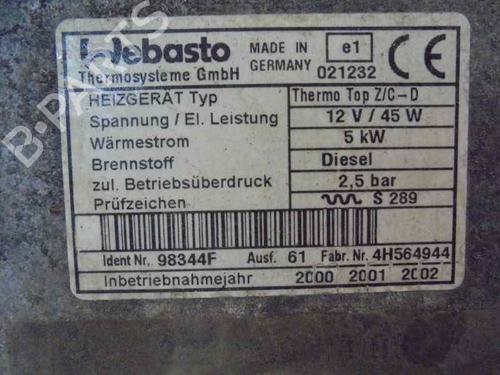 Webasto
Thermosysteme GmbH
MADE IN
GERMANY
e1
021232
CE
HEIZGERÄT Typ Thermo Top Z/C-D
Spannung / El. Leistung 12 V / 45 W
Wärmestrom 5 kW
Brennstoff Diesel
zul. Betriebsüberdruck 2,5 bar
Prüfzeichen S 289
Ident Nr. 98344F Ausf. 61 Fabr. Nr. 4H564944
Inbetriebnahmejahr 2000 2001 2002
B-PARTS